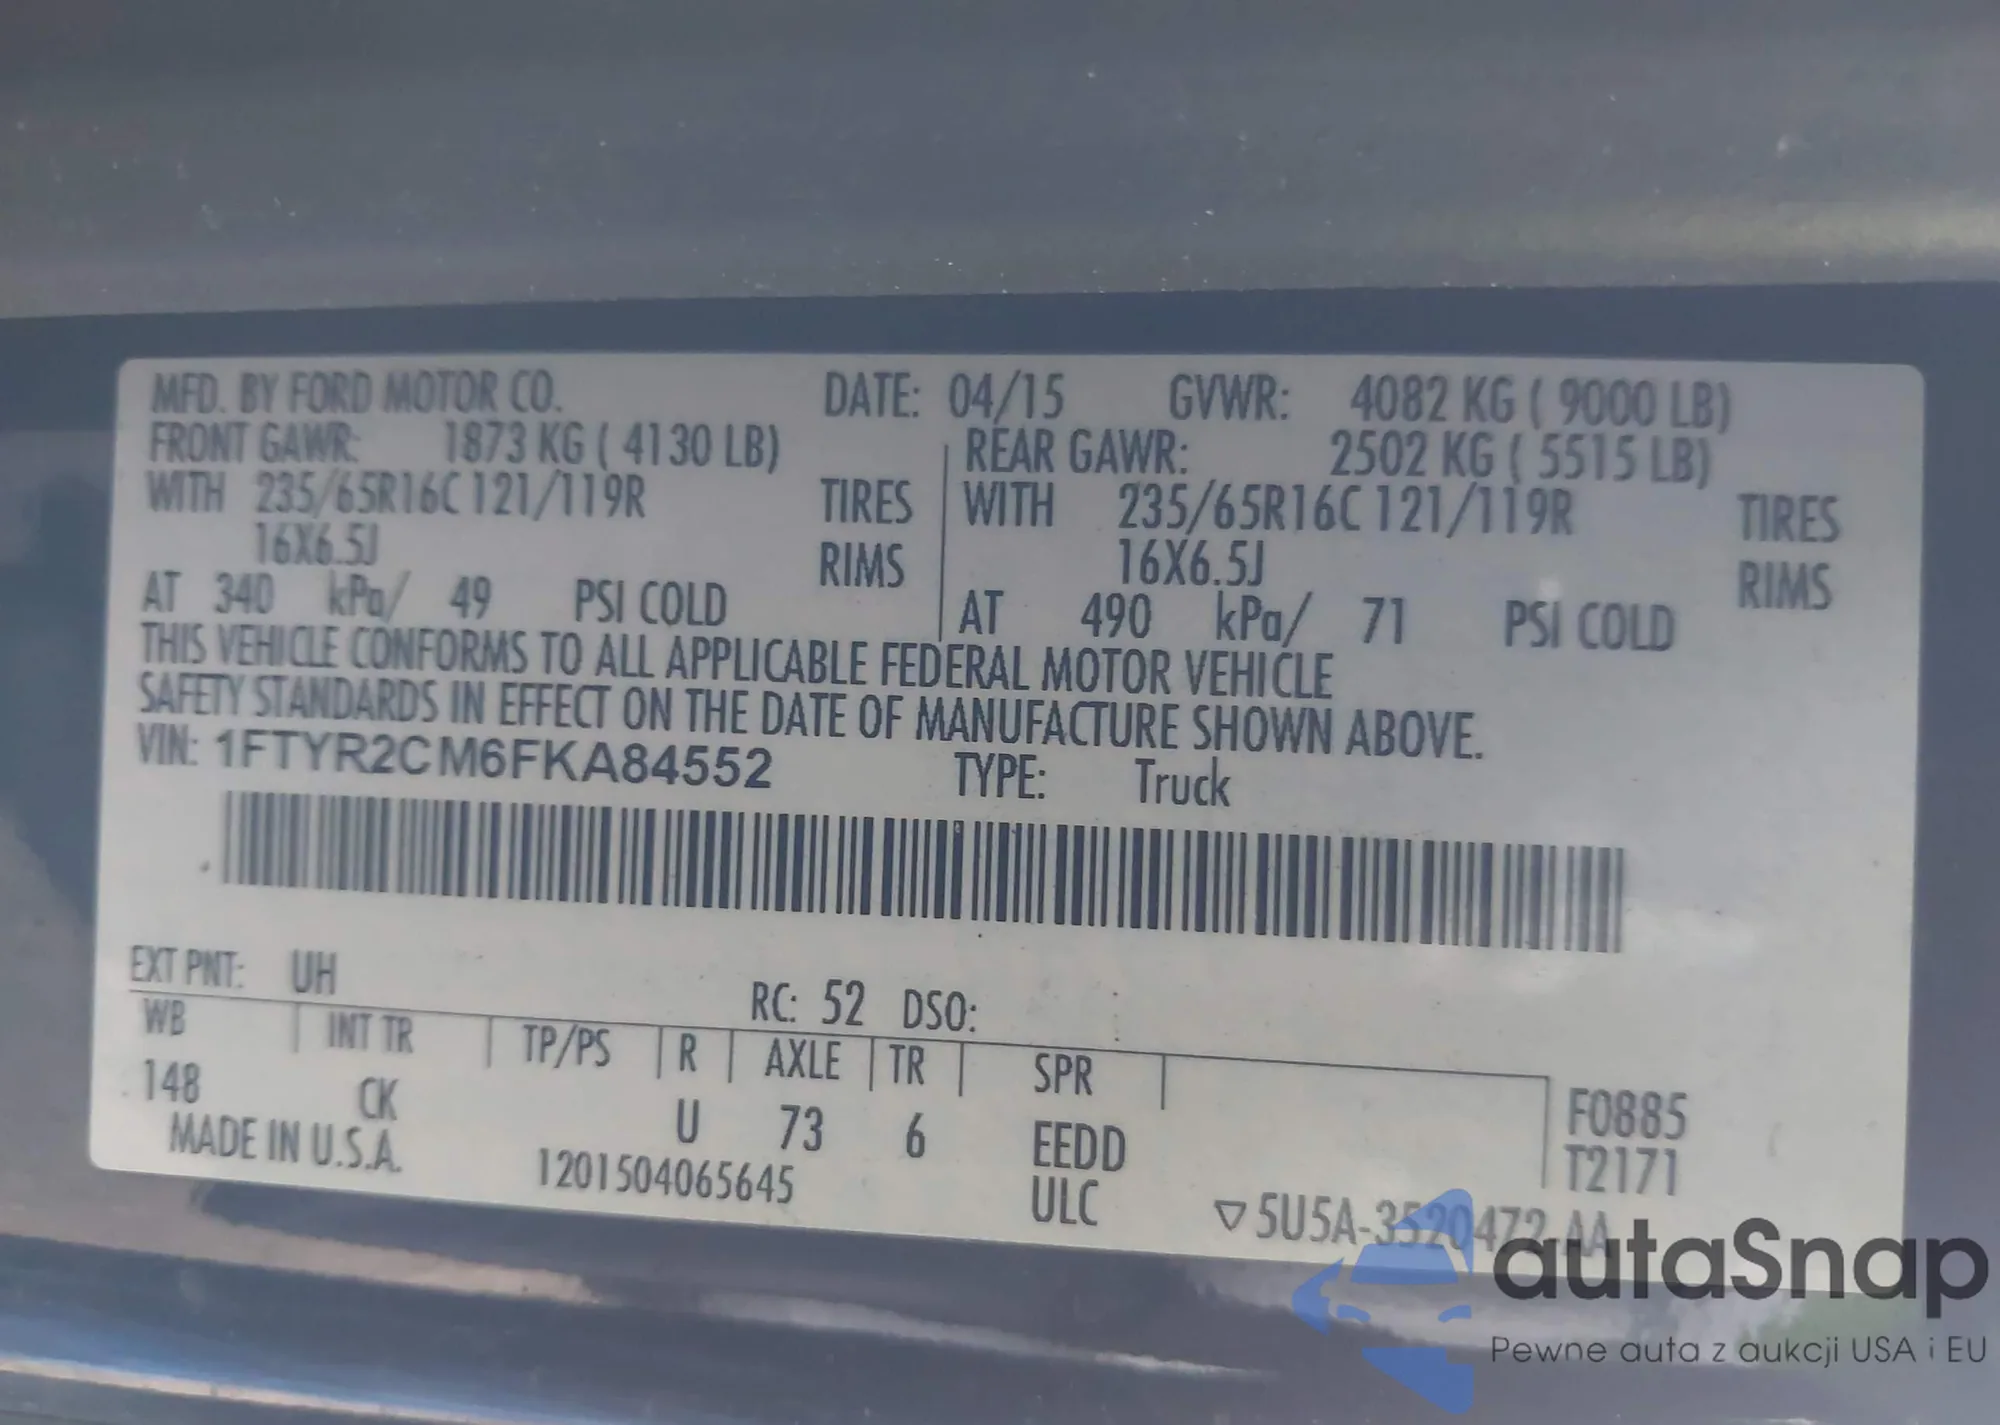 MFD. BY FORD MOTOR CO. DATE: 04/15 GVWR: 4082 KG ( 9000 LB)
FRONT GAWR: 1873 KG ( 4130 LB) REAR GAWR: 2502 KG ( 5515 LB)
WITH 235/65R16C 121/119R TIRES WITH 235/65R16C 121/119R TIRES
16X6.5J RIMS 16X6.5J RIMS
AT 340 kPa/ 49 PSI COLD AT 490 kPa/ 71 PSI COLD
THIS VEHICLE CONFORMS TO ALL APPLICABLE FEDERAL MOTOR VEHICLE
SAFETY STANDARDS IN EFFECT ON THE DATE OF MANUFACTURE SHOWN ABOVE.
VIN: 1FTYR2CM6FKA84552 TYPE: Truck
EXT PNT: UH RC: 52 DSO:
WB INT TR TP/PS R AXLE TR SPR
148 CK U 73 6 EEDD F0885
MADE IN U.S.A. 1201504065645 ULC T2171
▽5U5A-3520472-AA
autaSnap
Pewne auta z aukcji USA i EU